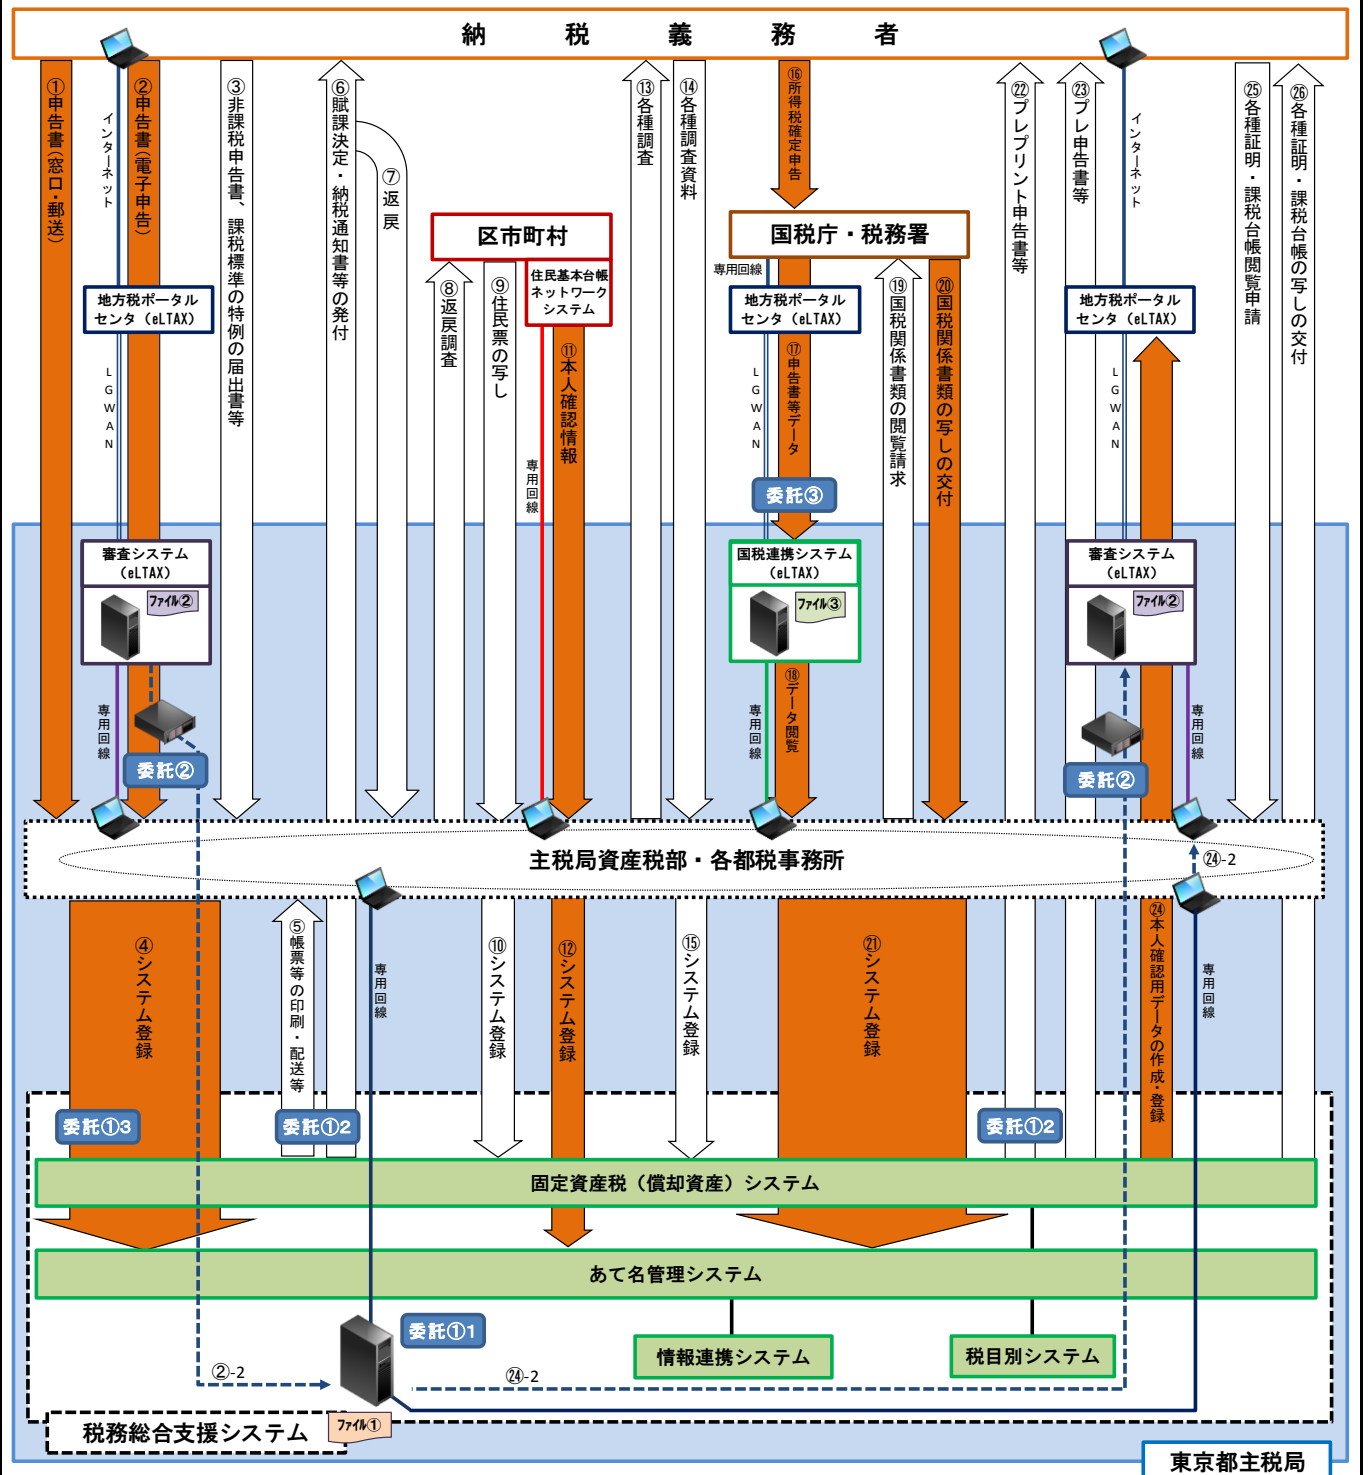 納税義務者
①申告書（窓口・郵送）
インターネット
②申告書（電子申告）
③非課税申告書、課税標準の特例の届出書等
⑥賦課決定・納税通知書等の発付
⑦返戻
⑬各種調査
⑭各種調査資料
⑯所得税確定申告
㉒プレプリント申告書等
㉓プレ申告書等
インターネット
㉕各種証明・課税台帳閲覧申請
㉖各種証明・課税台帳の写しの交付
区市町村
国税庁・税務署
住民基本台帳
ネットワーク
システム
専用回線
地方税ポータル
センタ（eLTAX）
地方税ポータル
センタ（eLTAX）
地方税ポータル
センタ（eLTAX）
⑧返戻調査
⑨住民票の写し
⑪本人確認情報
⑰申告書等データ
⑲国税関係書類の閲覧請求
⑳国税関係書類の写しの交付
LGWAN
LGWAN
LGWAN
専用回線
委託③
審査システム
（eLTAX）
ファイル②
国税連携システム
（eLTAX）
ファイル③
審査システム
（eLTAX）
ファイル②
専用回線
委託②
専用回線
⑱データ閲覧
委託②
専用回線
主税局資産税部・各都税事務所
㉔-2
④システム登録
⑤帳票等の印刷・配送等
専用回線
⑩システム登録
⑫システム登録
⑮システム登録
㉑システム登録
㉔本人確認用データの作成・登録
専用回線
委託①3
委託①2
委託①2
固定資産税（償却資産）システム
あて名管理システム
委託①1
情報連携システム
税目別システム
②-2
㉔-2
税務総合支援システム
ファイル①
東京都主税局